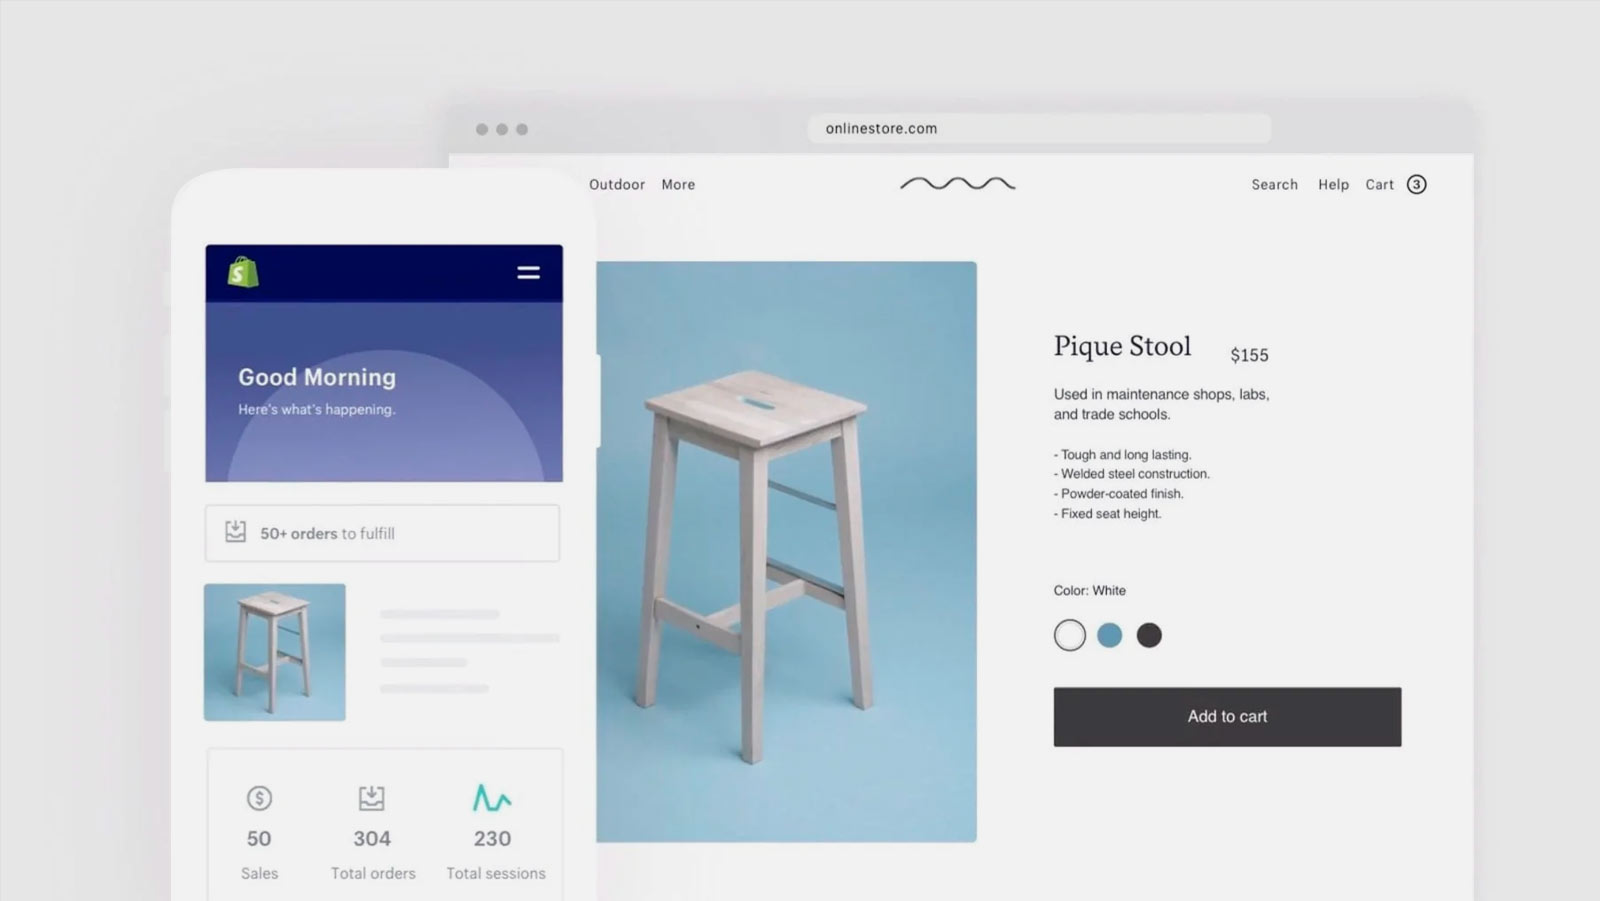 onlinestore.com
Outdoor More
Search Help Cart 3
Good Morning
Here's what's happening.
50+ orders to fulfill
50 304 230
Sales Total orders Total sessions
Pique Stool $155
Used in maintenance shops, labs,
and trade schools.
- Tough and long lasting.
- Welded steel construction.
- Powder-coated finish.
- Fixed seat height.
Color: White
Add to cart